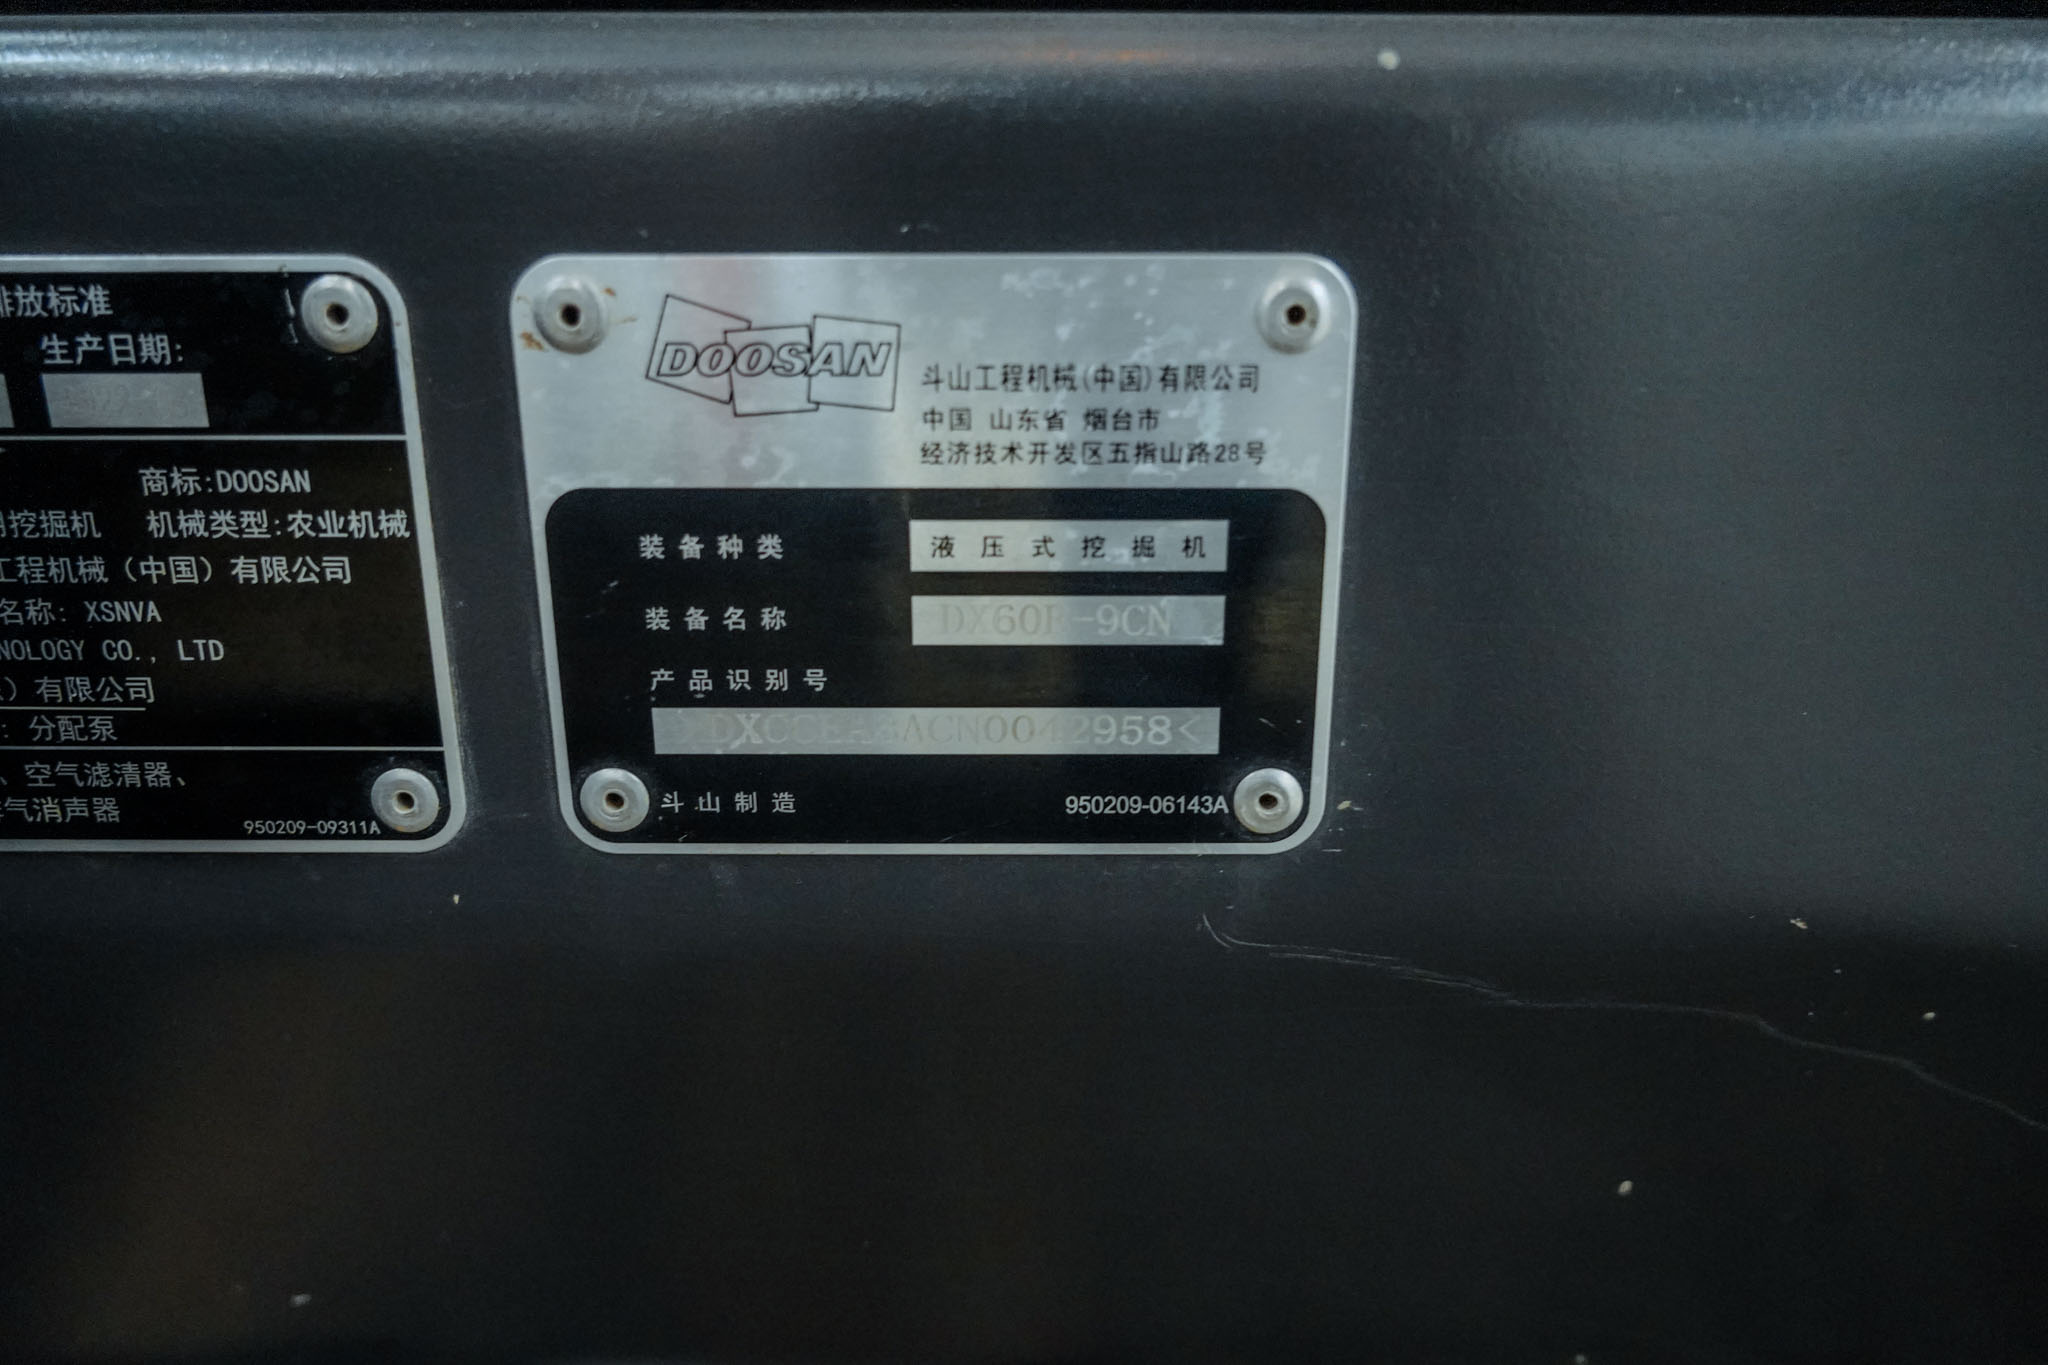 排放标准
生产日期:
商标:DOOSAN
挖掘机 机械类型:农业机械
工程机械（中国）有限公司
名称: XSNVA
NOLOGY CO., LTD
）有限公司
: 分配泵
、空气滤清器、
气消声器
950209-09311A
DOOSAN
斗山工程机械(中国)有限公司
中国 山东省 烟台市
经济技术开发区五指山路28号
装备种类 液压式挖掘机
装备名称
产品识别号
斗山制造 950209-06143A